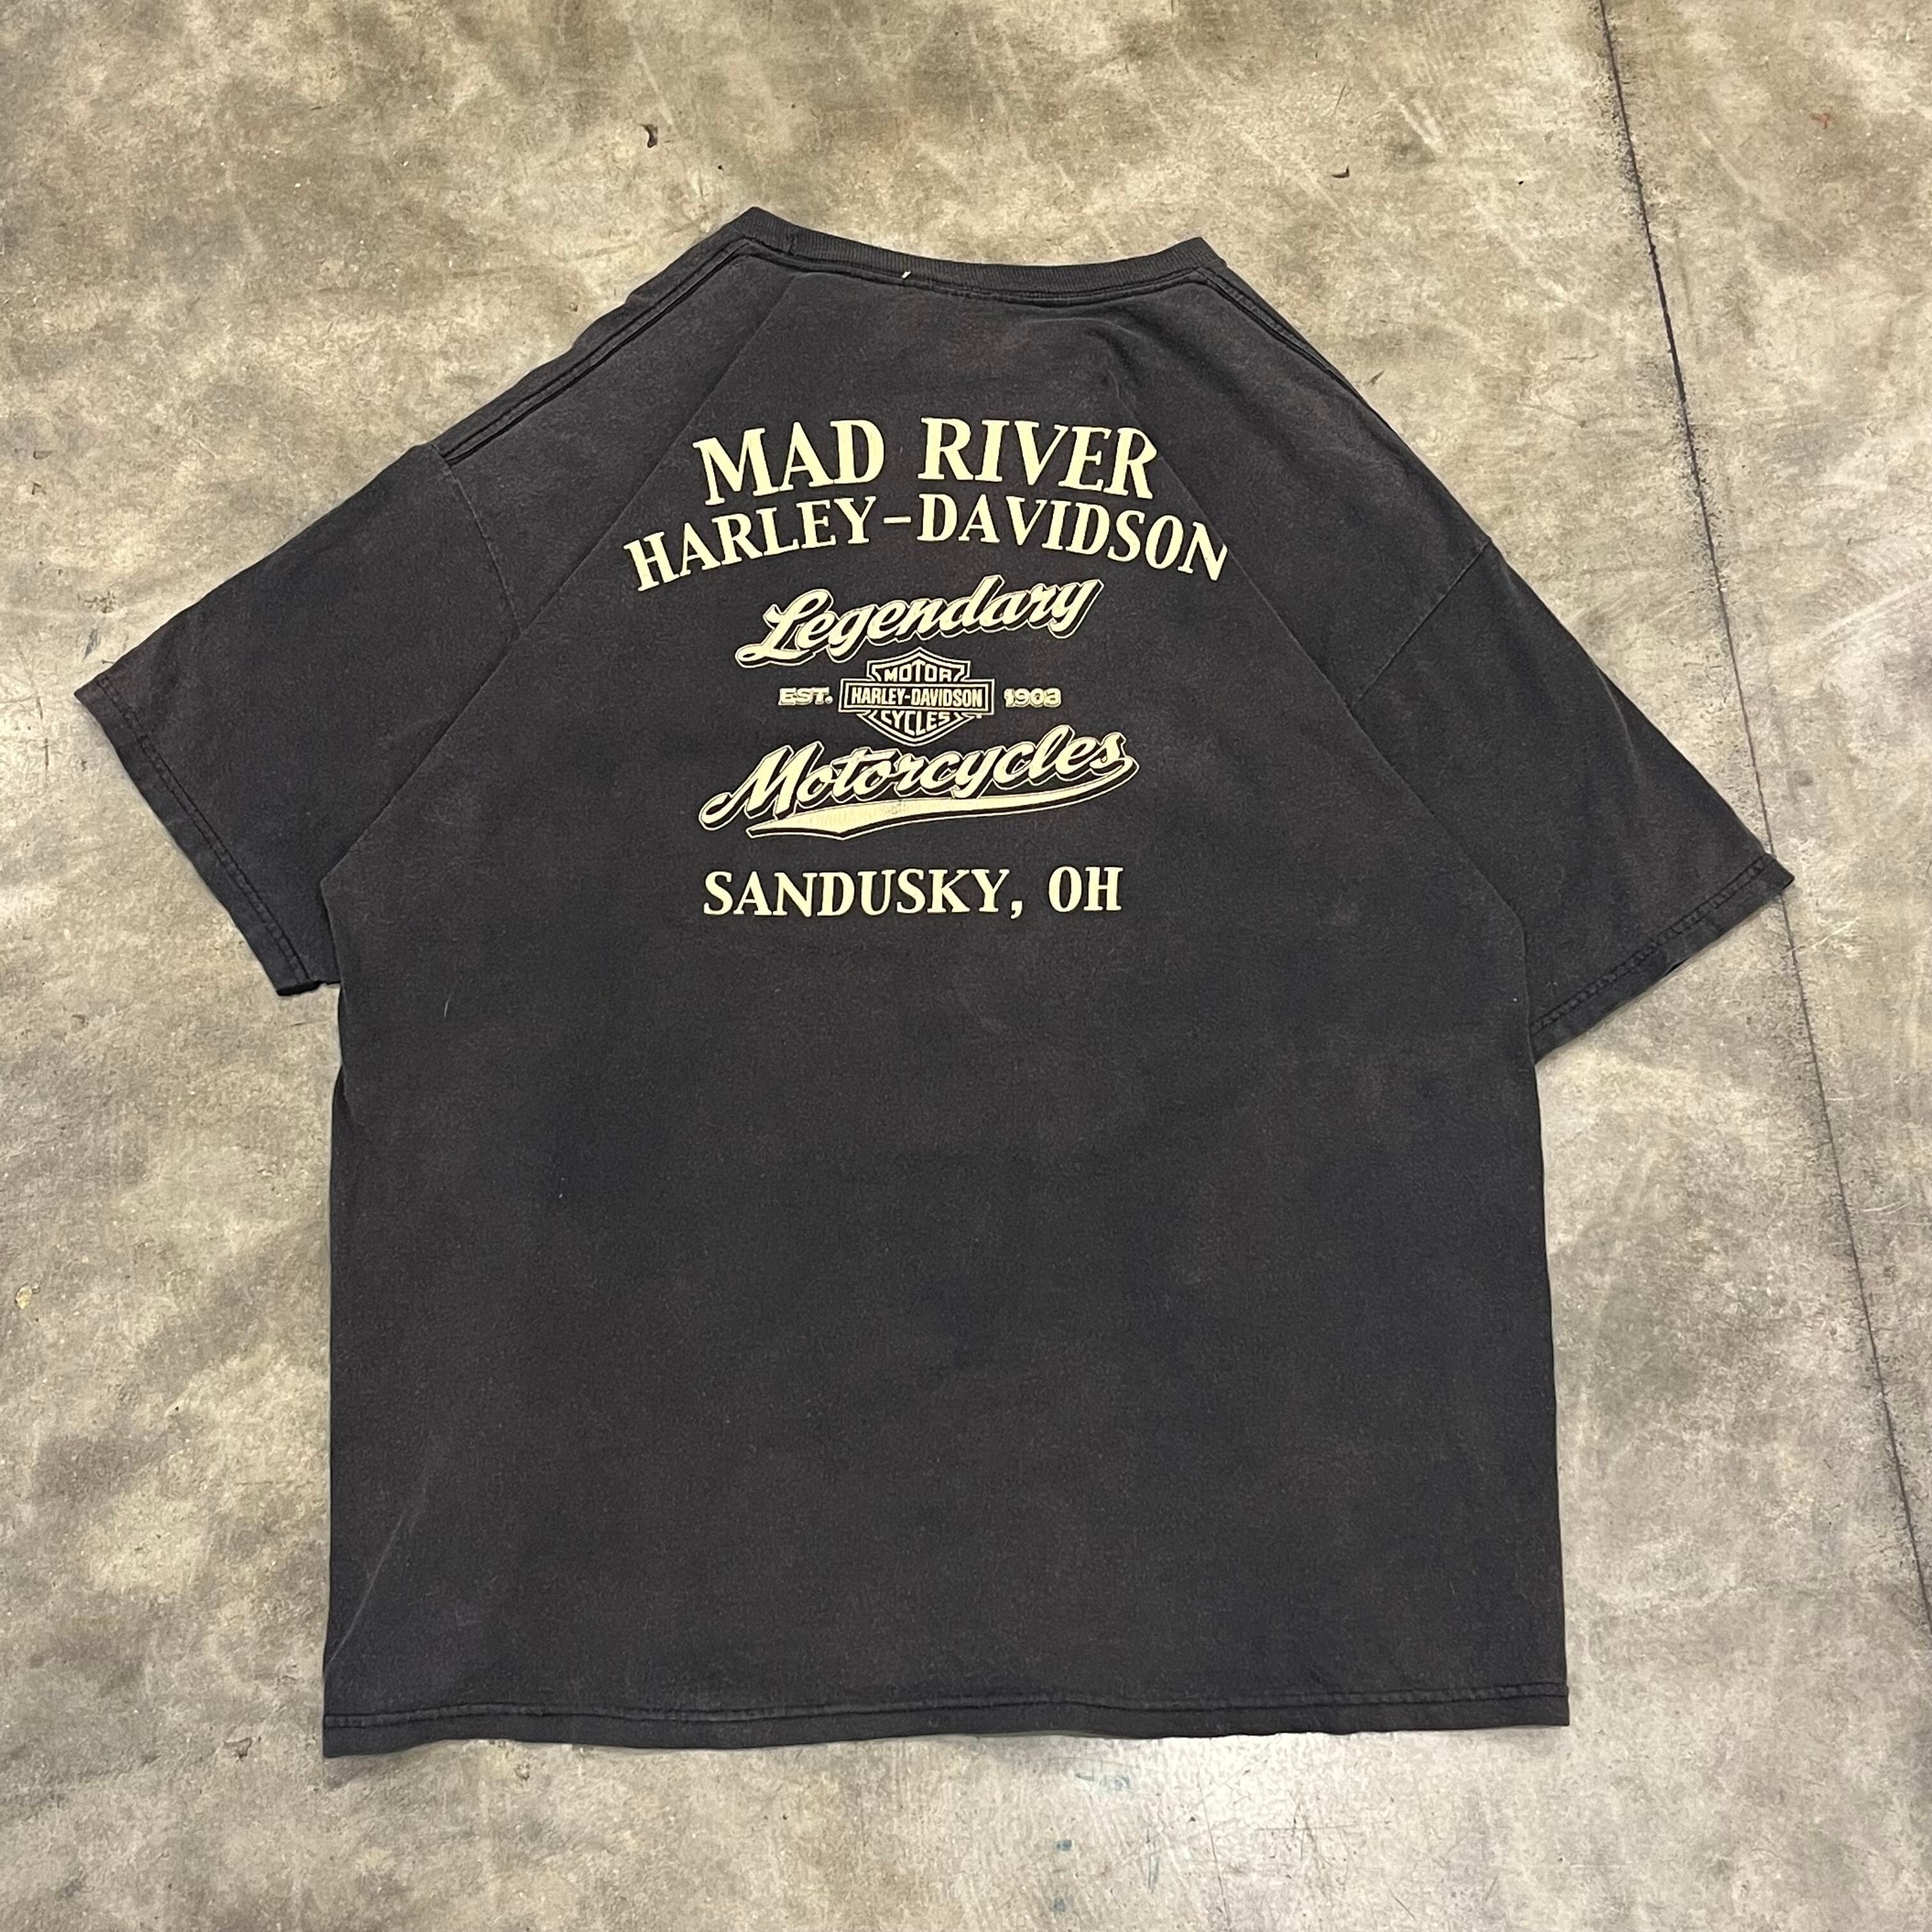 MAD RIVER
HARLEY-DAVIDSON
Legendary
MOTOR
EST. HARLEY-DAVIDSON 1903
CYCLES
Motorcycles
SANDUSKY, OH